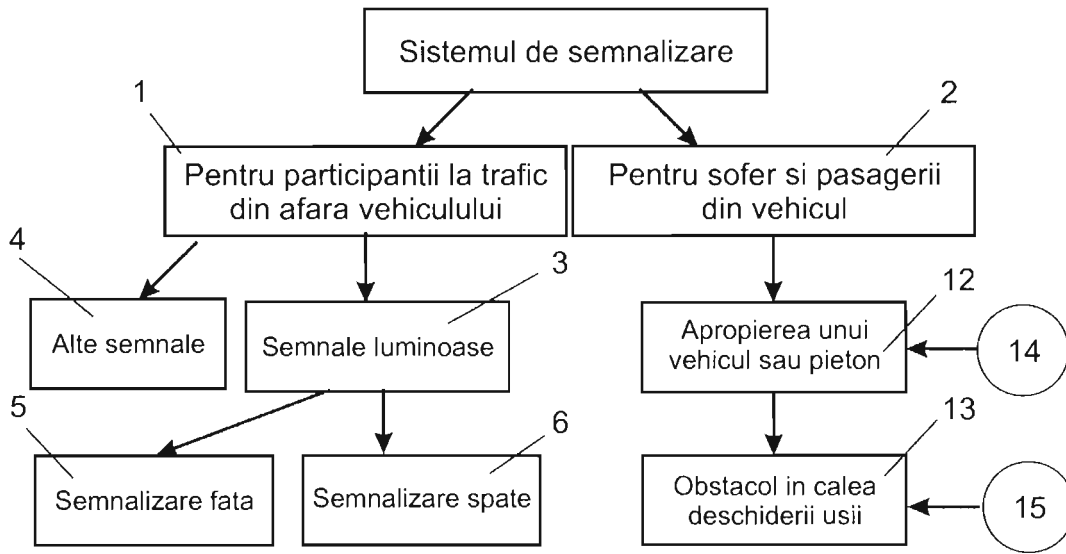 Sistemul de semnalizare
1
2
Pentru participantii la trafic
din afara vehiculului
Pentru sofer si pasagerii
din vehicul
4
3
12
Alte semnale
Semnale luminoase
Apropierea unui
vehicul sau pieton
14
5
6
13
Semnalizare fata
Semnalizare spate
Obstacol in calea
deschiderii usii
15